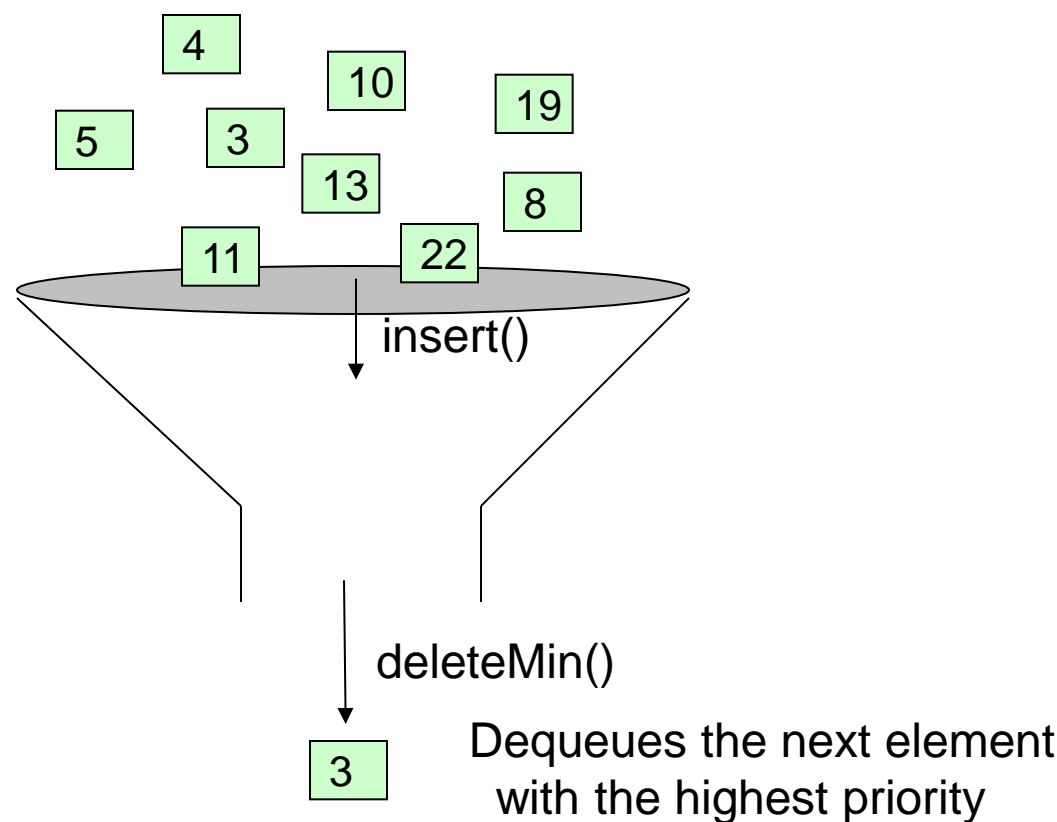 4
10
19
5
3
13
8
11
22
insert()
deleteMin()
3
Dequeues the next element
with the highest priority